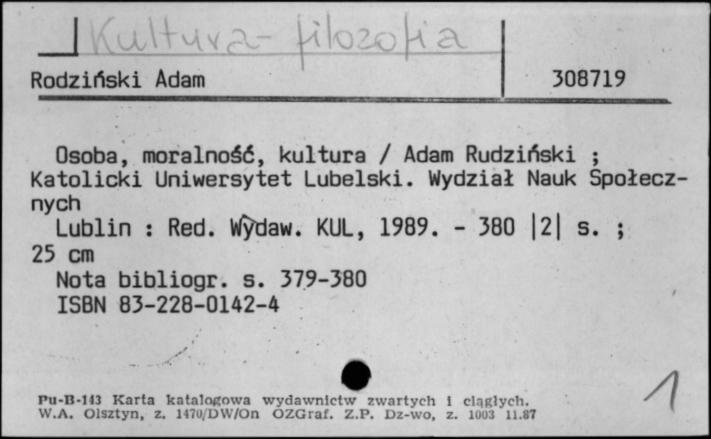 Kultura - filozofia
Rodziński Adam 308719
Osoba, moralność, kultura / Adam Rudziński ;
Katolicki Uniwersytet Lubelski. Wydział Nauk Społecz-
nych
Lublin : Red. Wydaw. KUL, 1989. - 380 |2| s. ;
25 cm
Nota bibliogr. s. 379-380
ISBN 83-228-0142-4
Pu-B-143 Karta katalogowa wydawnictw zwartych i ciągłych.
W.A. Olsztyn, z. 1470/DW/On OZGraf. Z.P. Dz-wo, z. 1003 11.87
1